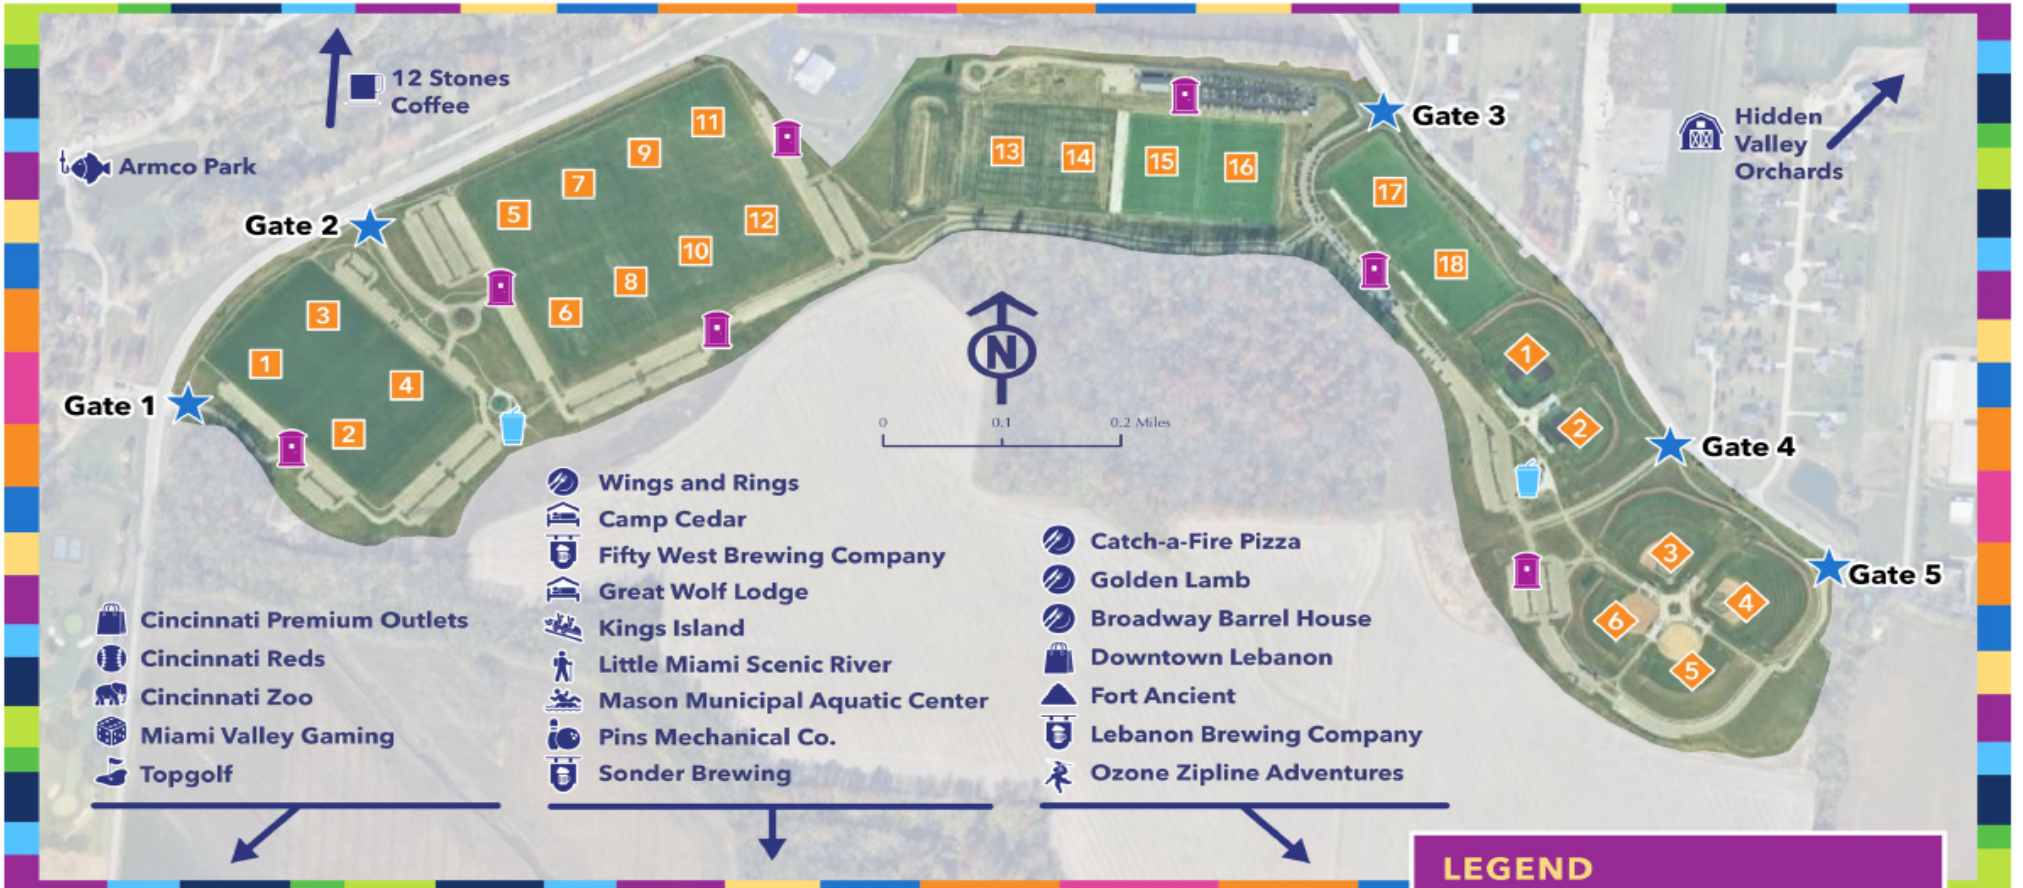 12 Stones
Coffee
Armco Park
Hidden
Valley
Orchards
Gate 1
Gate 2
Gate 3
Gate 4
Gate 5
1
2
3
4
5
6
7
8
9
10
11
12
13
14
15
16
17
18
1
2
3
4
5
6
N
0 0.1 0.2 Miles
Cincinnati Premium Outlets
Cincinnati Reds
Cincinnati Zoo
Miami Valley Gaming
Topgolf
Wings and Rings
Camp Cedar
Fifty West Brewing Company
Great Wolf Lodge
Kings Island
Little Miami Scenic River
Mason Municipal Aquatic Center
Pins Mechanical Co.
Sonder Brewing
Catch-a-Fire Pizza
Golden Lamb
Broadway Barrel House
Downtown Lebanon
Fort Ancient
Lebanon Brewing Company
Ozone Zipline Adventures
LEGEND